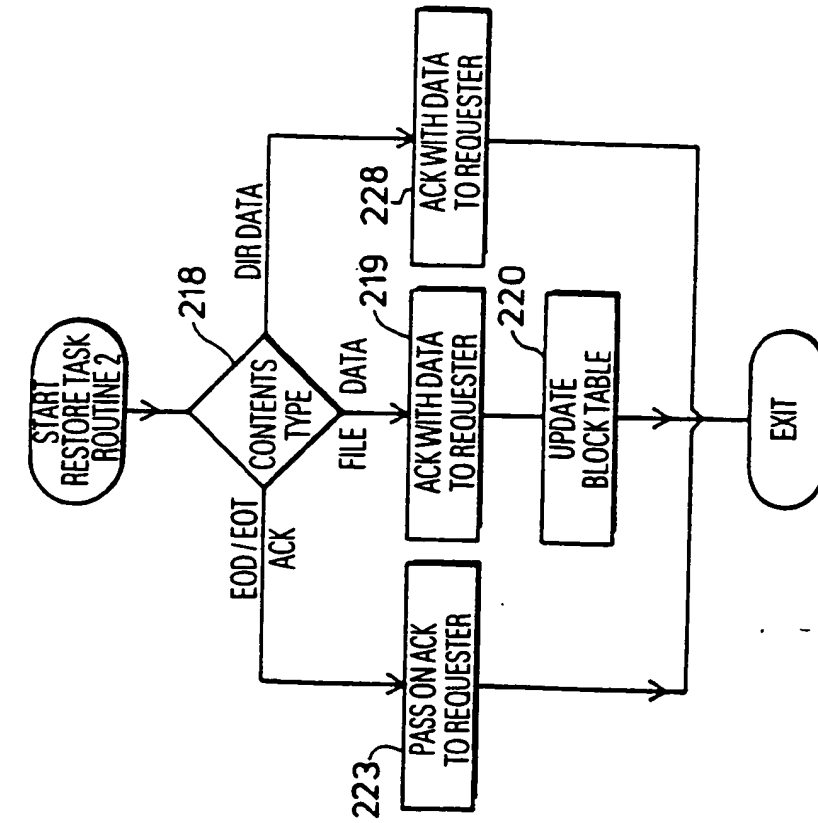 START
RESTORE TASK
ROUTINE 2
218
CONTENTS
TYPE
EOD / EOT
ACK
FILE DATA
DIR DATA
223
PASS ON ACK
TO REQUESTER
219
ACK WITH DATA
TO REQUESTER
228
ACK WITH DATA
TO REQUESTER
220
UPDATE
BLOCK TABLE
EXIT